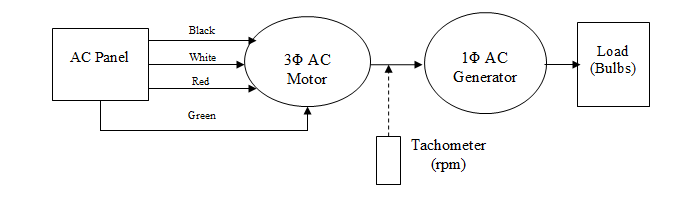 Black
AC Panel
White
Red
Green
3Φ AC
Motor
1Φ AC
Generator
Load
(Bulbs)
Tachometer
(rpm)